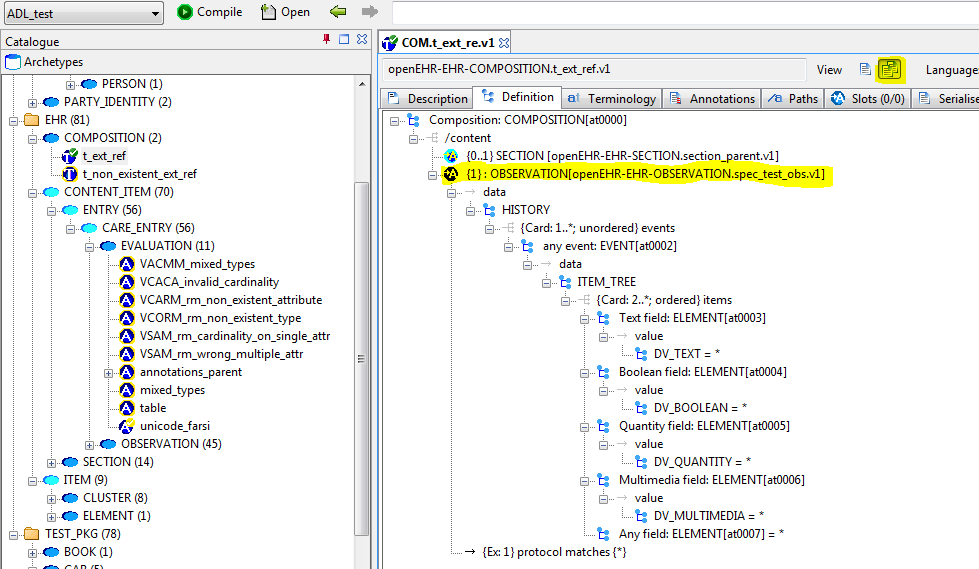 ADL_test
Compile
Open
Catalogue
Archetypes
PERSON (1)
PARTY_IDENTITY (2)
EHR (81)
COMPOSITION (2)
t_ext_ref
t_non_existent_ext_ref
CONTENT_ITEM (70)
ENTRY (56)
CARE_ENTRY (56)
EVALUATION (11)
VACMM_mixed_types
VCACA_invalid_cardinality
VCARM_rm_non_existent_attribute
VCORM_rm_non_existent_type
VSAM_rm_cardinality_on_single_attr
VSAM_rm_wrong_multiple_attr
annotations_parent
mixed_types
table
unicode_farsi
OBSERVATION (45)
SECTION (14)
ITEM (9)
CLUSTER (8)
ELEMENT (1)
TEST_PKG (78)
BOOK (1)
CAR (5)
COM.t_ext_re.v1
openEHR-EHR-COMPOSITION.t_ext_ref.v1
View
Language
Description
Definition
Terminology
Annotations
Paths
Slots (0/0)
Serialise
Composition: COMPOSITION[at0000]
/content
{0..1} SECTION [openEHR-EHR-SECTION.section_parent.v1]
{1} : OBSERVATION[openEHR-EHR-OBSERVATION.spec_test_obs.v1]
data
HISTORY
{Card: 1..*; unordered} events
any event: EVENT[at0002]
data
ITEM_TREE
{Card: 2..*; ordered} items
Text field: ELEMENT[at0003]
value
DV_TEXT = *
Boolean field: ELEMENT[at0004]
value
DV_BOOLEAN = *
Quantity field: ELEMENT[at0005]
value
DV_QUANTITY = *
Multimedia field: ELEMENT[at0006]
value
DV_MULTIMEDIA = *
Any field: ELEMENT[at0007] = *
{Ex: 1} protocol matches {*}